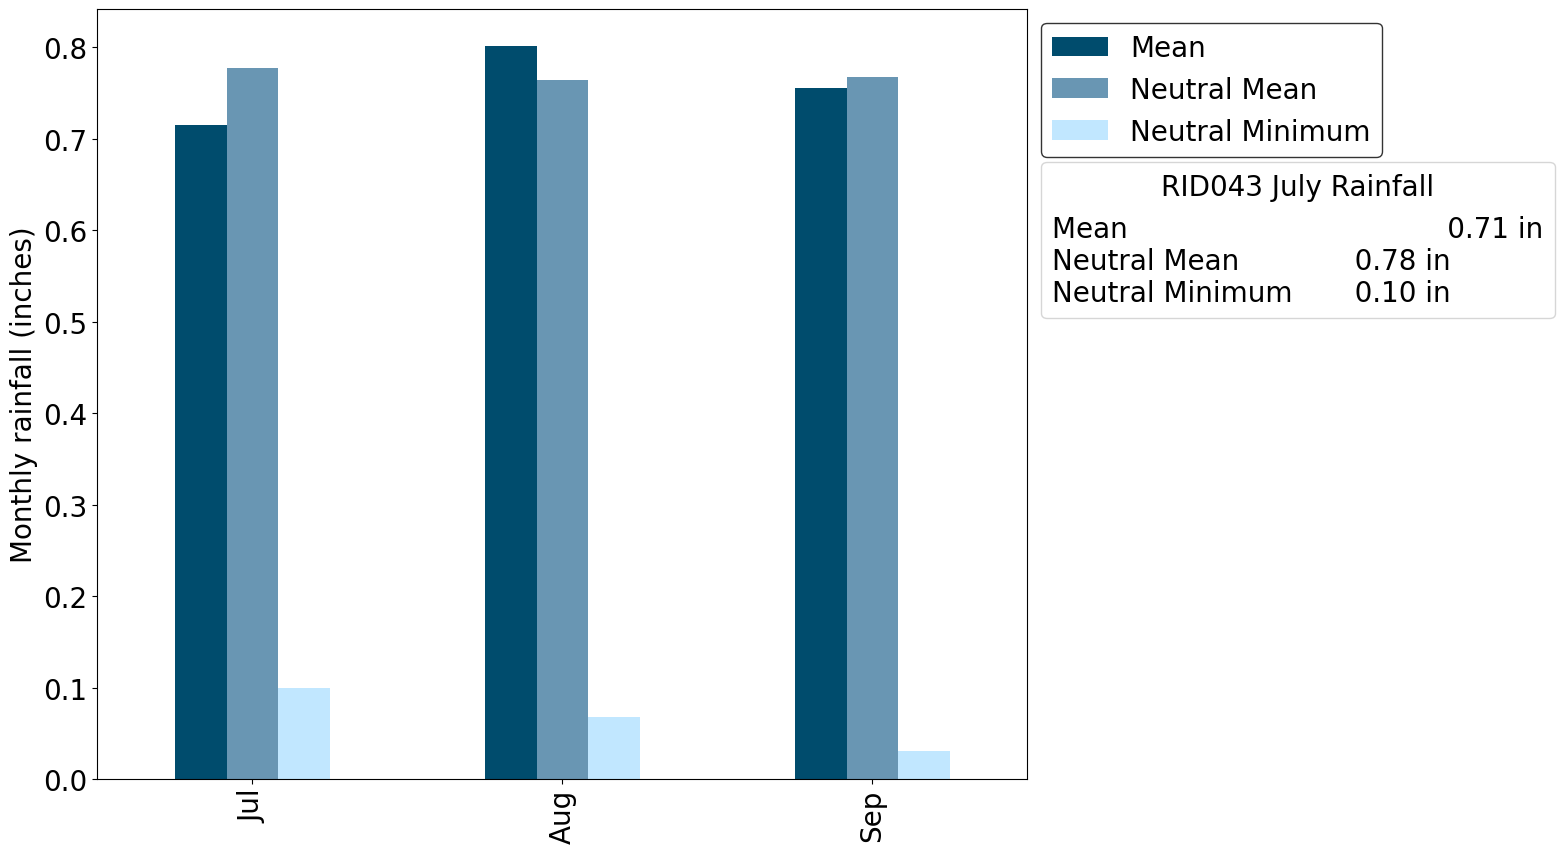 Monthly rainfall (inches)
0.8
0.7
0.6
0.5
0.4
0.3
0.2
0.1
0.0
Jul
Aug
Sep
Mean
Neutral Mean
Neutral Minimum
RID043 July Rainfall
Mean 0.71 in
Neutral Mean 0.78 in
Neutral Minimum 0.10 in